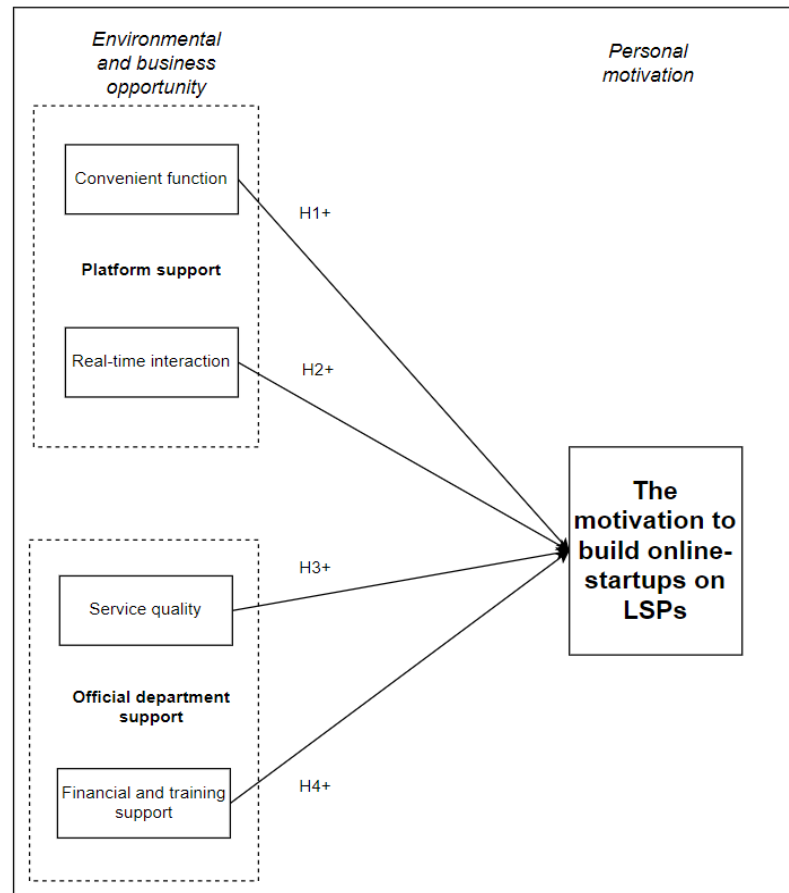 Environmental
and business
opportunity
Personal
motivation
Convenient function
H1+
Platform support
Real-time interaction
H2+
The
motivation to
build online-
startups on
LSPs
H3+
Service quality
Official department
support
Financial and training
support
H4+